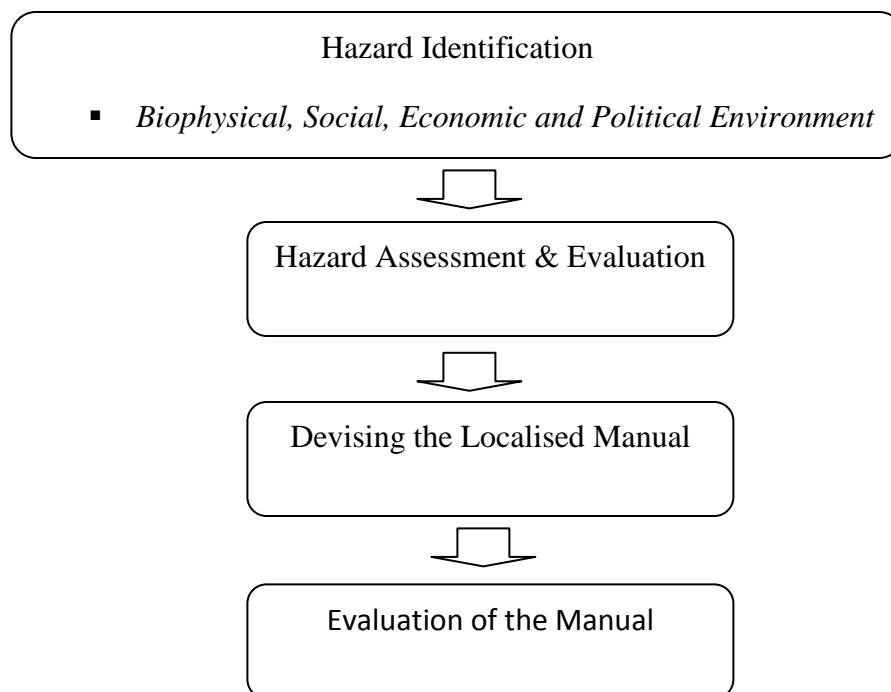 Hazard Identification
▪ Biophysical, Social, Economic and Political Environment
Hazard Assessment & Evaluation
Devising the Localised Manual
Evaluation of the Manual